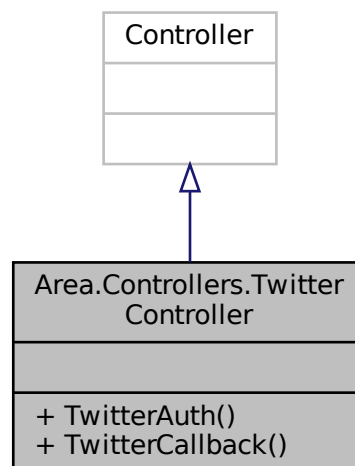 Controller
Area.Controllers.Twitter
Controller
+ TwitterAuth()
+ TwitterCallback()